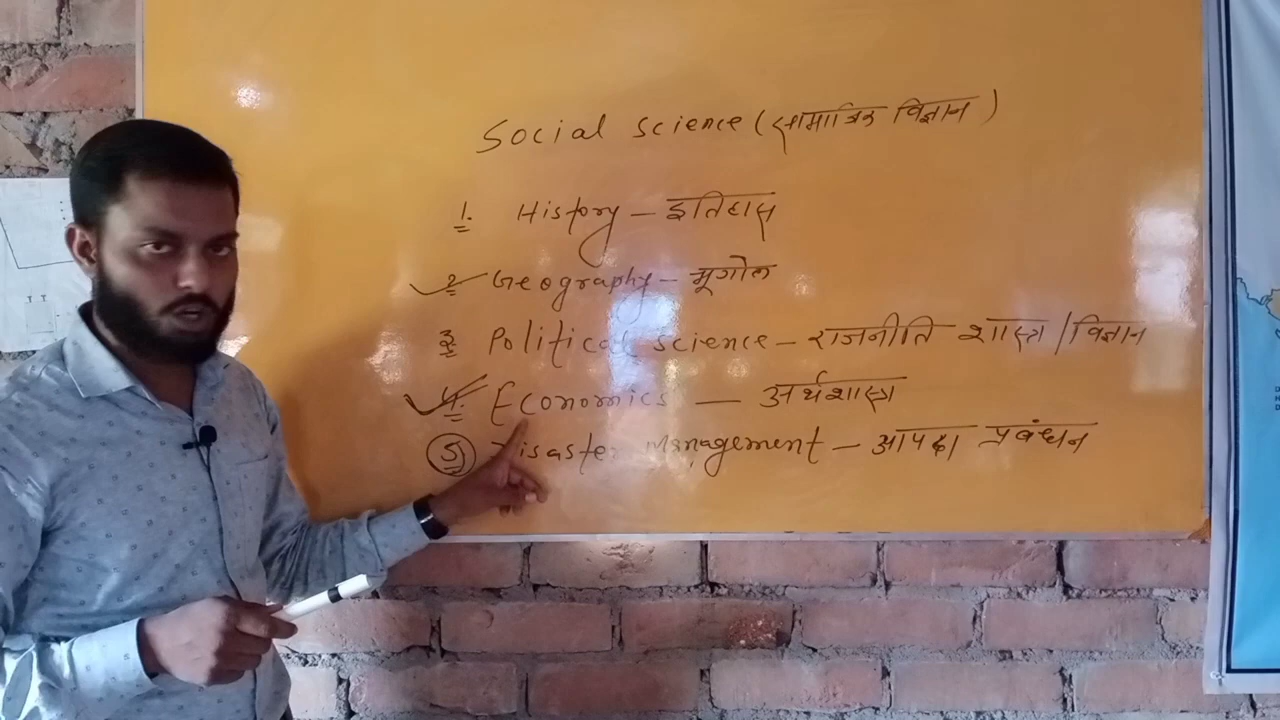 Social Science (सामाजिक विज्ञान)
1. History – इतिहास
2. Geography – भूगोल
3. Political Science – राजनीति शास्त्र/विज्ञान
4. Economics – अर्थशास्त्र
5. Disaster Management – आपदा प्रबंधन